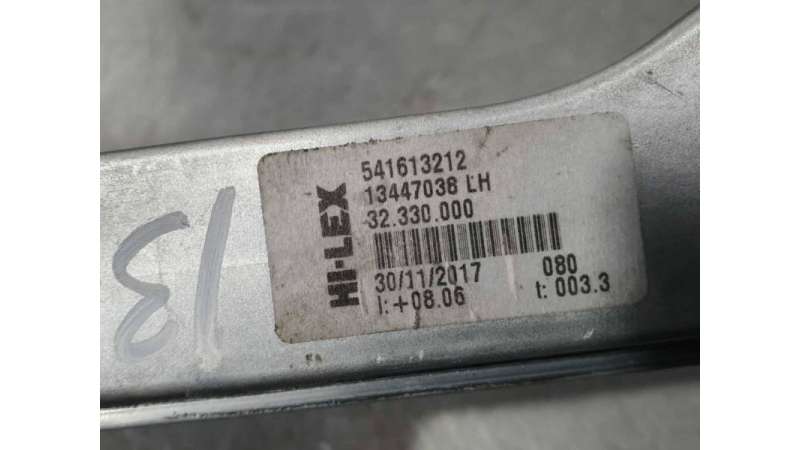 HI-LEX
541613212
13447038 LH
32.330.000
30/11/2017 080
I:+08.06 t: 003.3
13